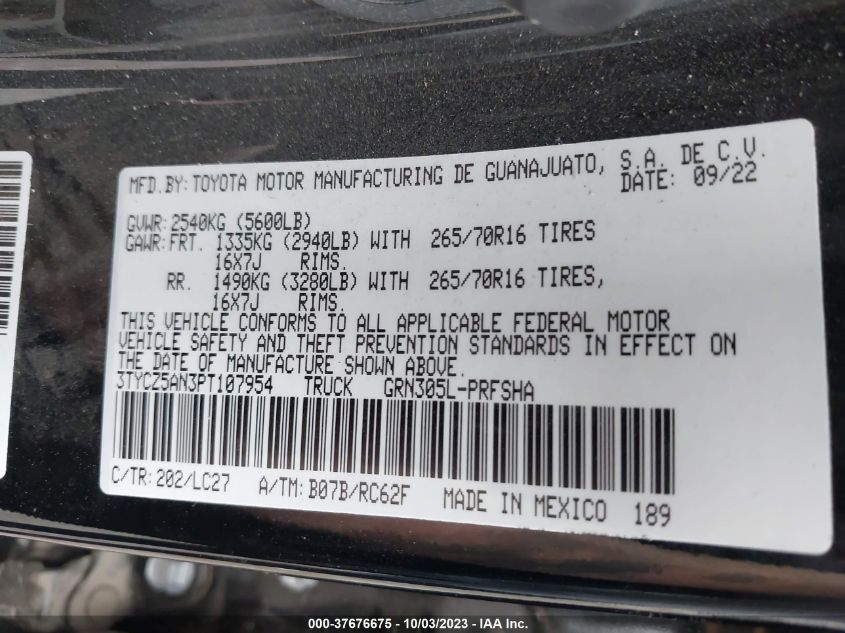 MFD.BY: TOYOTA MOTOR MANUFACTURING DE GUANAJUATO, S.A. DE C.V.
DATE: 09/22
GVWR: 2540KG (5600LB)
GAWR: FRT. 1335KG (2940LB) WITH 265/70R16 TIRES
16X7J RIMS.
RR. 1490KG (3280LB) WITH 265/70R16 TIRES,
16X7J RIMS.
THIS VEHICLE CONFORMS TO ALL APPLICABLE FEDERAL MOTOR
VEHICLE SAFETY AND THEFT PREVENTION STANDARDS IN EFFECT ON
THE DATE OF MANUFACTURE SHOWN ABOVE.
3TYCZ5AN3PT107954 TRUCK GRN305L-PRFSHA
C/TR: 202/LC27 A/TM: B07B/RC62F MADE IN MEXICO 189
000-37676675 - 10/03/2023 - IAA Inc.